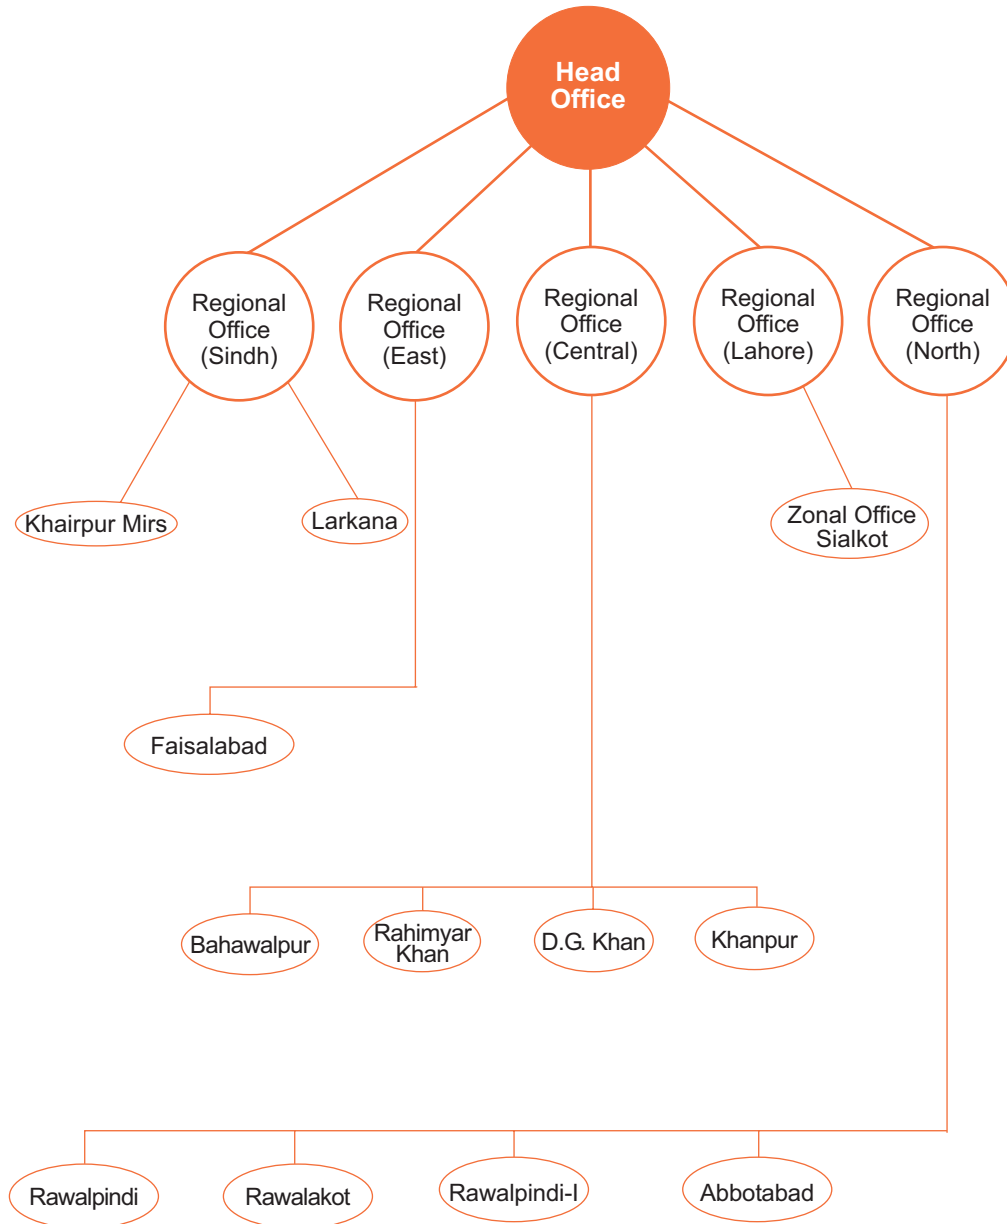 Head
Office
Regional
Office
(Sindh)
Regional
Office
(East)
Regional
Office
(Central)
Regional
Office
(Lahore)
Regional
Office
(North)
Khairpur Mirs
Larkana
Zonal Office
Sialkot
Faisalabad
Bahawalpur
Rahimyar
Khan
D.G. Khan
Khanpur
Rawalpindi
Rawalakot
Rawalpindi-I
Abbotabad